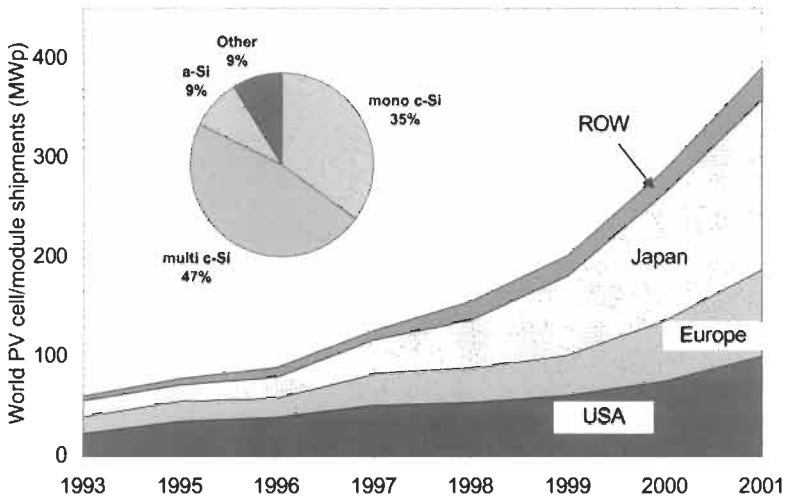 World PV cell/module shipments (MWp)
400
300
200
100
0
Other
9%
a-Si
9%
mono c-Si
35%
multi c-Si
47%
ROW
Japan
Europe
USA
1993 1995 1996 1997 1998 1999 2000 2001